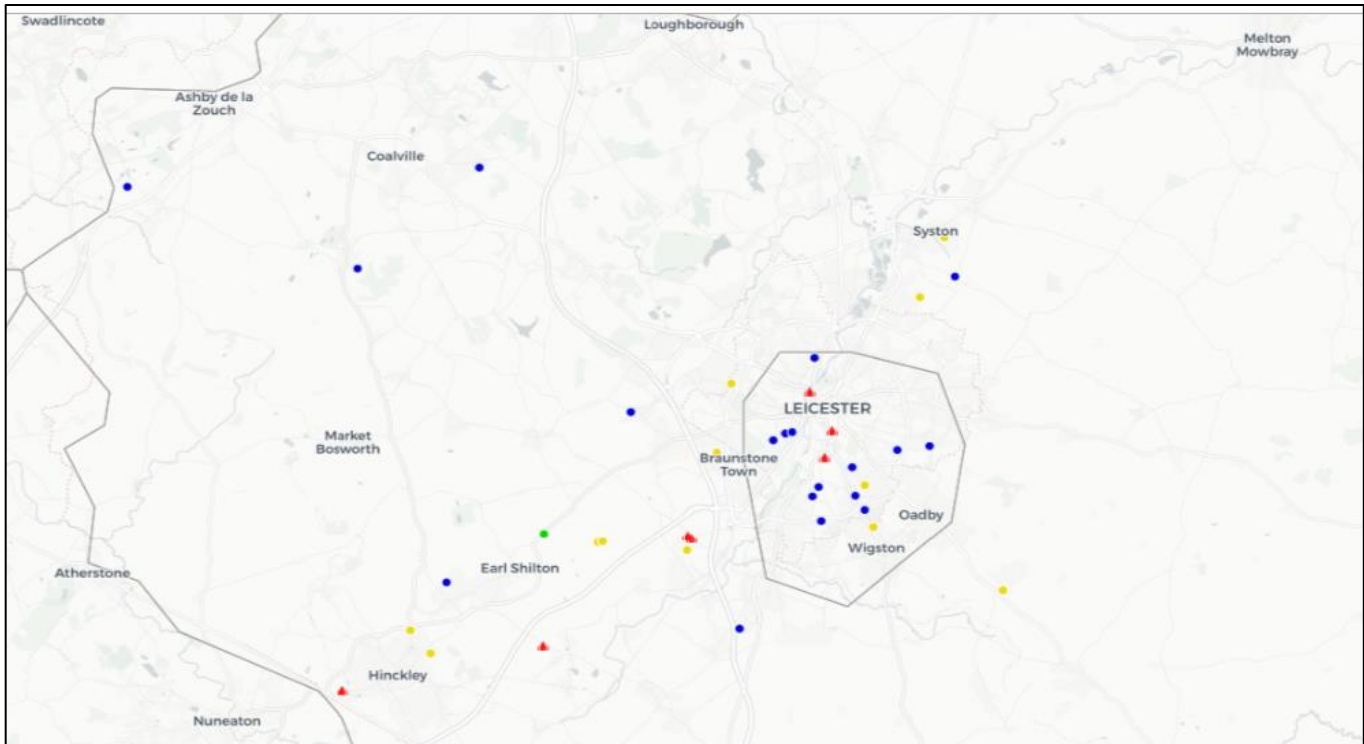 Swadlincote
Loughborough
Melton
Mowbray
Ashby de la
Zouch
Coalville
Syston
LEICESTER
Market
Bosworth
Braunstone
Town
Oadby
Wigston
Earl Shilton
Atherstone
Hinckley
Nuneaton